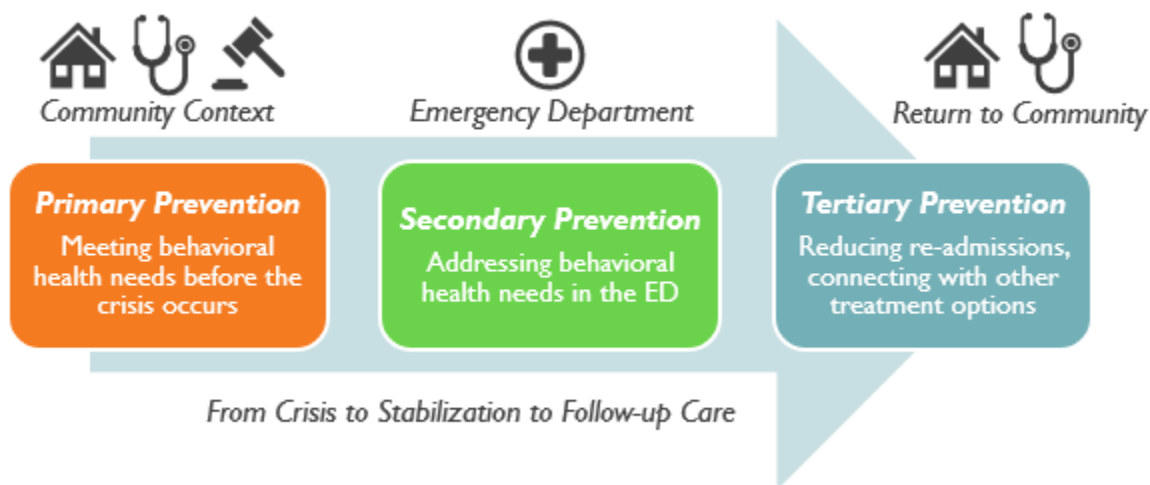 Community Context
Emergency Department
Return to Community
Primary Prevention
Meeting behavioral
health needs before the
crisis occurs
Secondary Prevention
Addressing behavioral
health needs in the ED
Tertiary Prevention
Reducing re-admissions,
connecting with other
treatment options
From Crisis to Stabilization to Follow-up Care